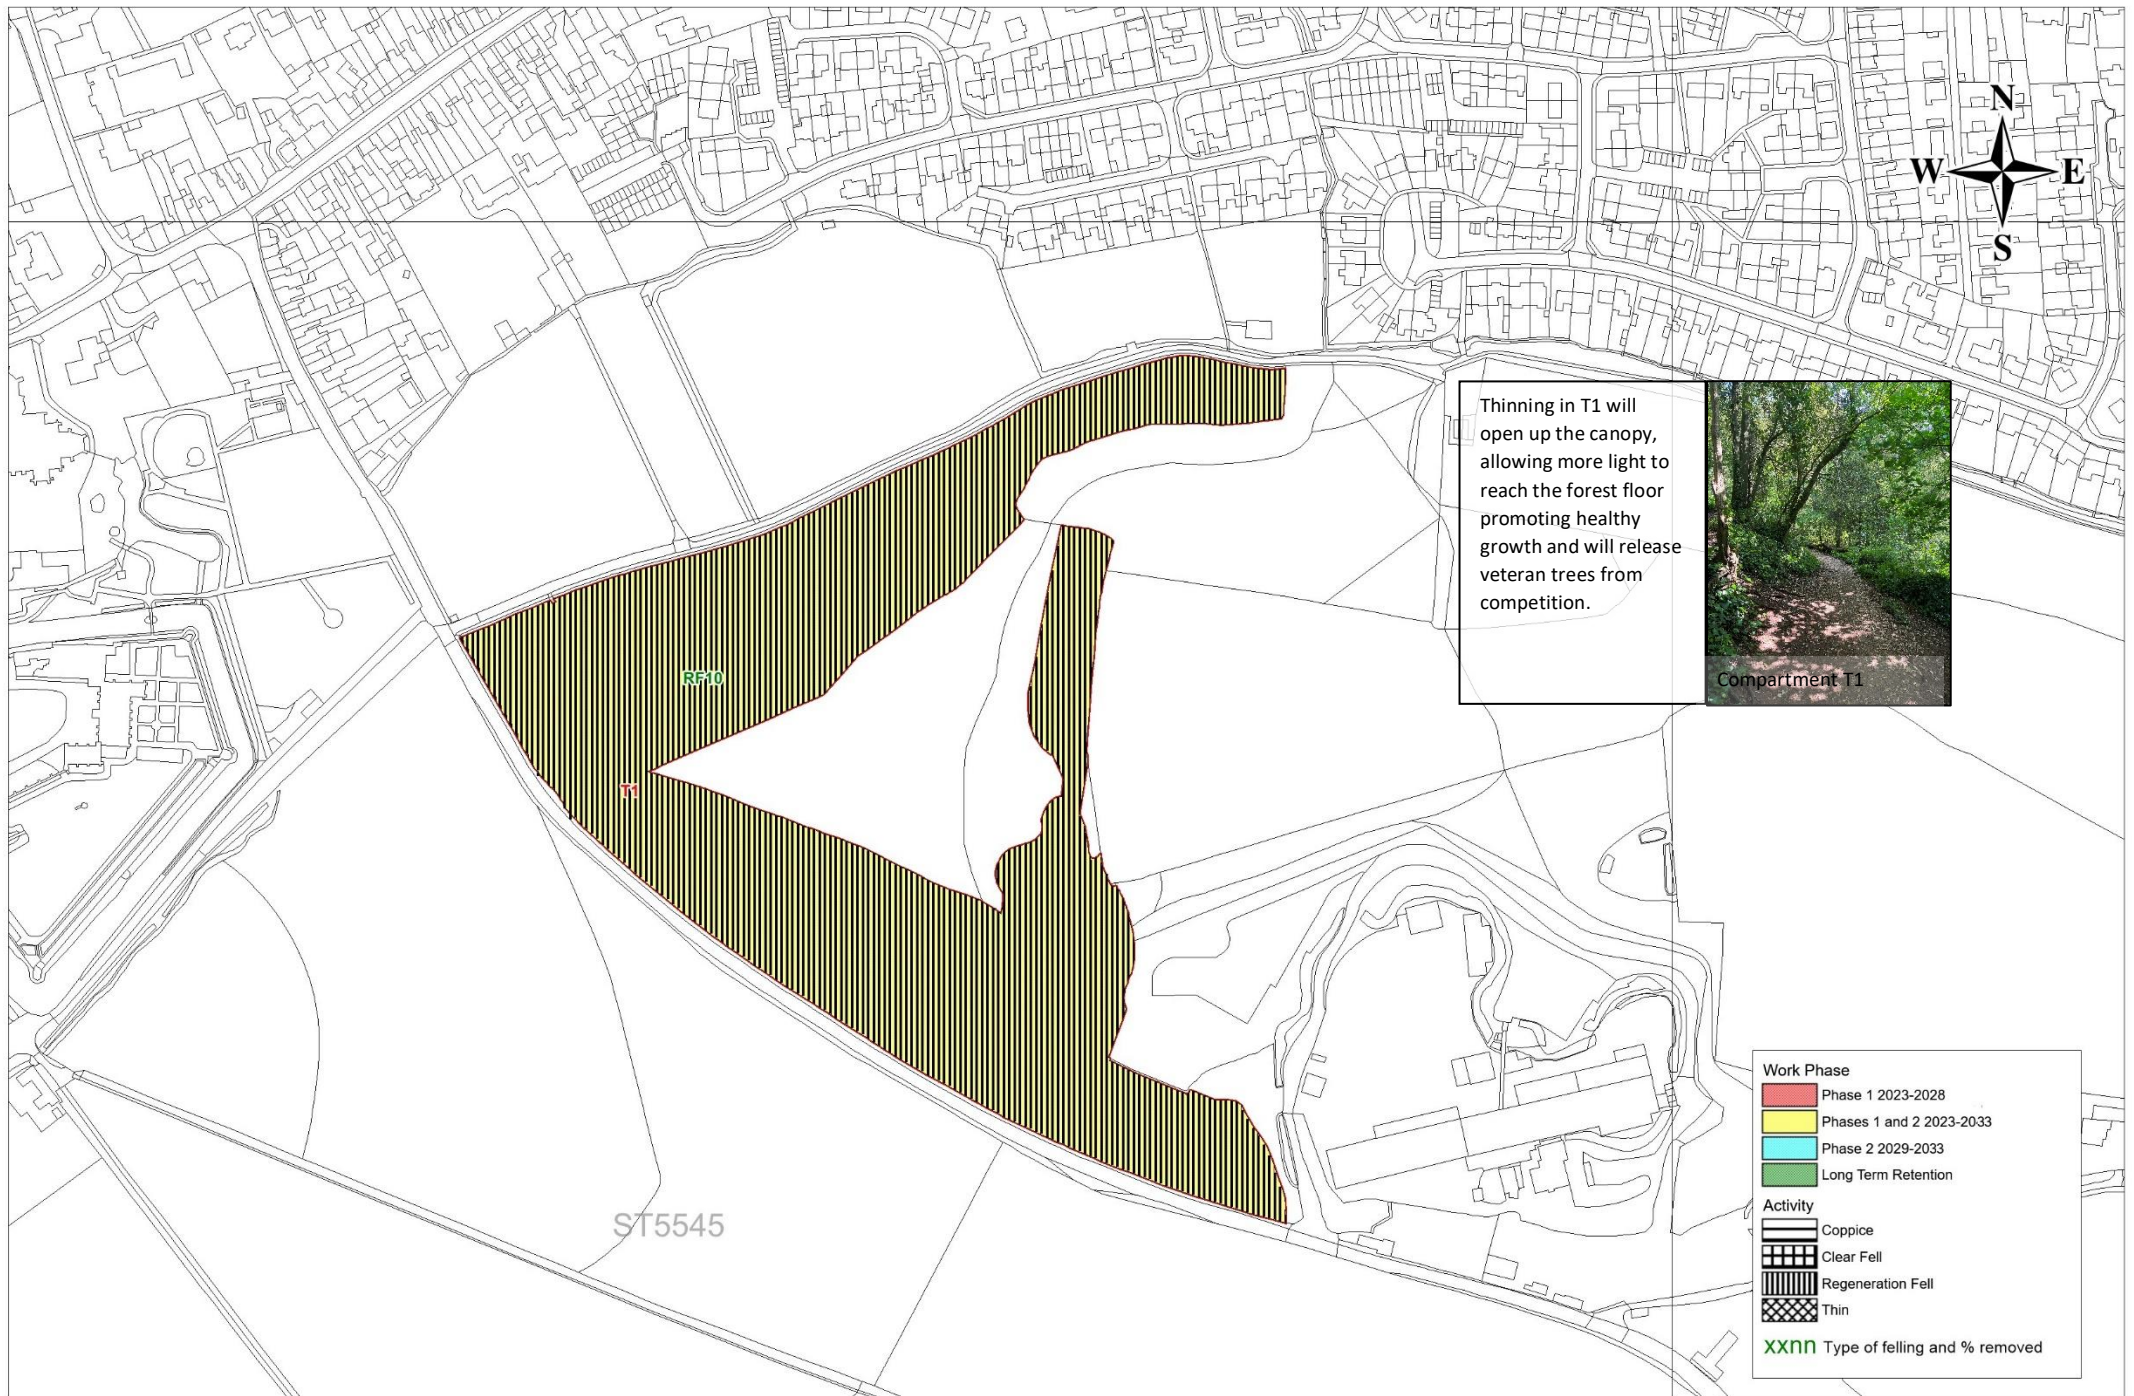 N
W
E
S
Thinning in T1 will
open up the canopy,
allowing more light to
reach the forest floor
promoting healthy
growth and will release
veteran trees from
competition.
Compartment T1
RF10
T1
ST5545
Work Phase
Phase 1 2023-2028
Phases 1 and 2 2023-2033
Phase 2 2029-2033
Long Term Retention
Activity
Coppice
Clear Fell
Regeneration Fell
Thin
xxnn Type of felling and % removed